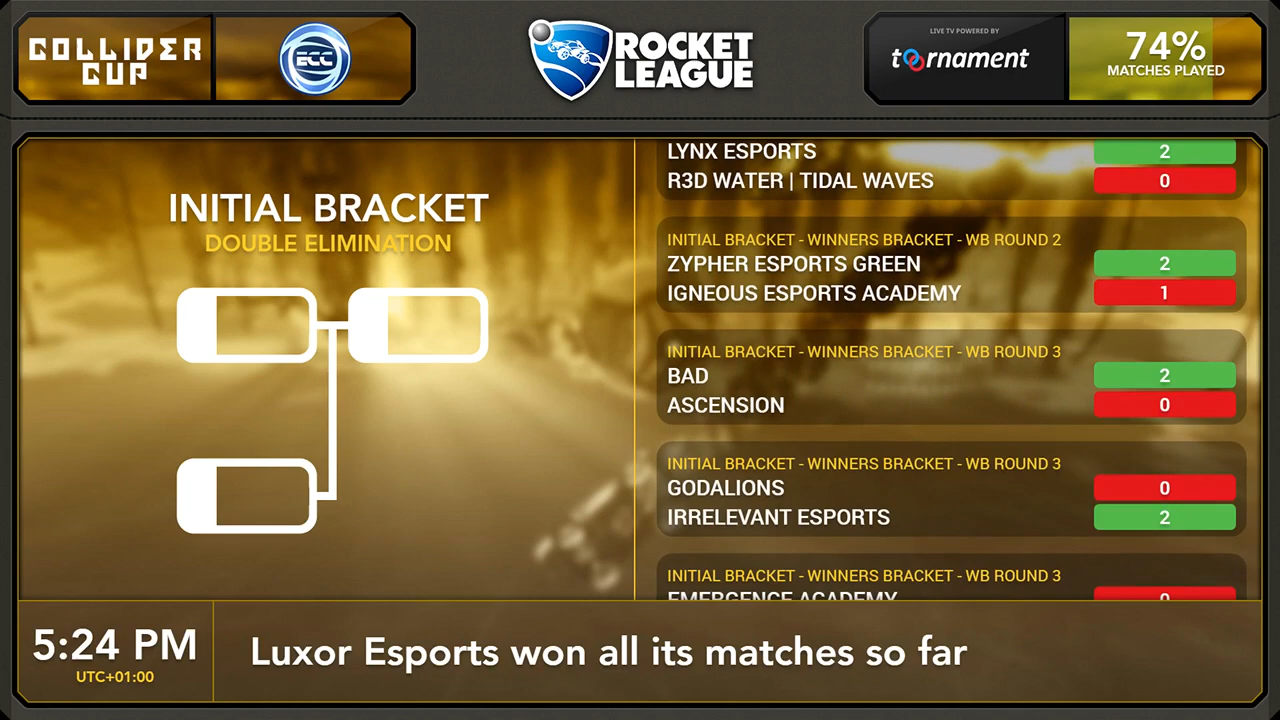 COLLIDER
CUP
ECC
ROCKET
LEAGUE
LIVE TV POWERED BY
toornament
74%
MATCHES PLAYED
INITIAL BRACKET
DOUBLE ELIMINATION
LYNX ESPORTS 2
R3D WATER | TIDAL WAVES 0
INITIAL BRACKET - WINNERS BRACKET - WB ROUND 2
ZYPHER ESPORTS GREEN 2
IGNEOUS ESPORTS ACADEMY 1
INITIAL BRACKET - WINNERS BRACKET - WB ROUND 3
BAD 2
ASCENSION 0
INITIAL BRACKET - WINNERS BRACKET - WB ROUND 3
GODALIONS 0
IRRELEVANT ESPORTS 2
INITIAL BRACKET - WINNERS BRACKET - WB ROUND 3
EMERGENCE ACADEMY 0
5:24 PM
UTC+01:00
Luxor Esports won all its matches so far